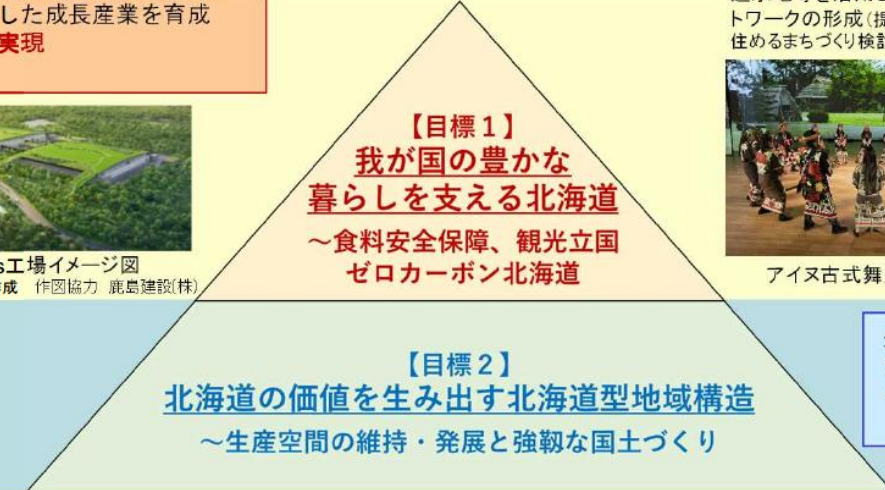 した成長産業を育成
実現
トワークの形成(提
住めるまちづくり検討
【目標1】
我が国の豊かな
暮らしを支える北海道
~食料安全保障、観光立国
ゼロカーボン北海道
s工場イメージ図
作成 作図協力 鹿島建設(株)
アイヌ古式舞
【目標2】
北海道の価値を生み出す北海道型地域構造
~生産空間の維持・発展と強靱な国土づくり